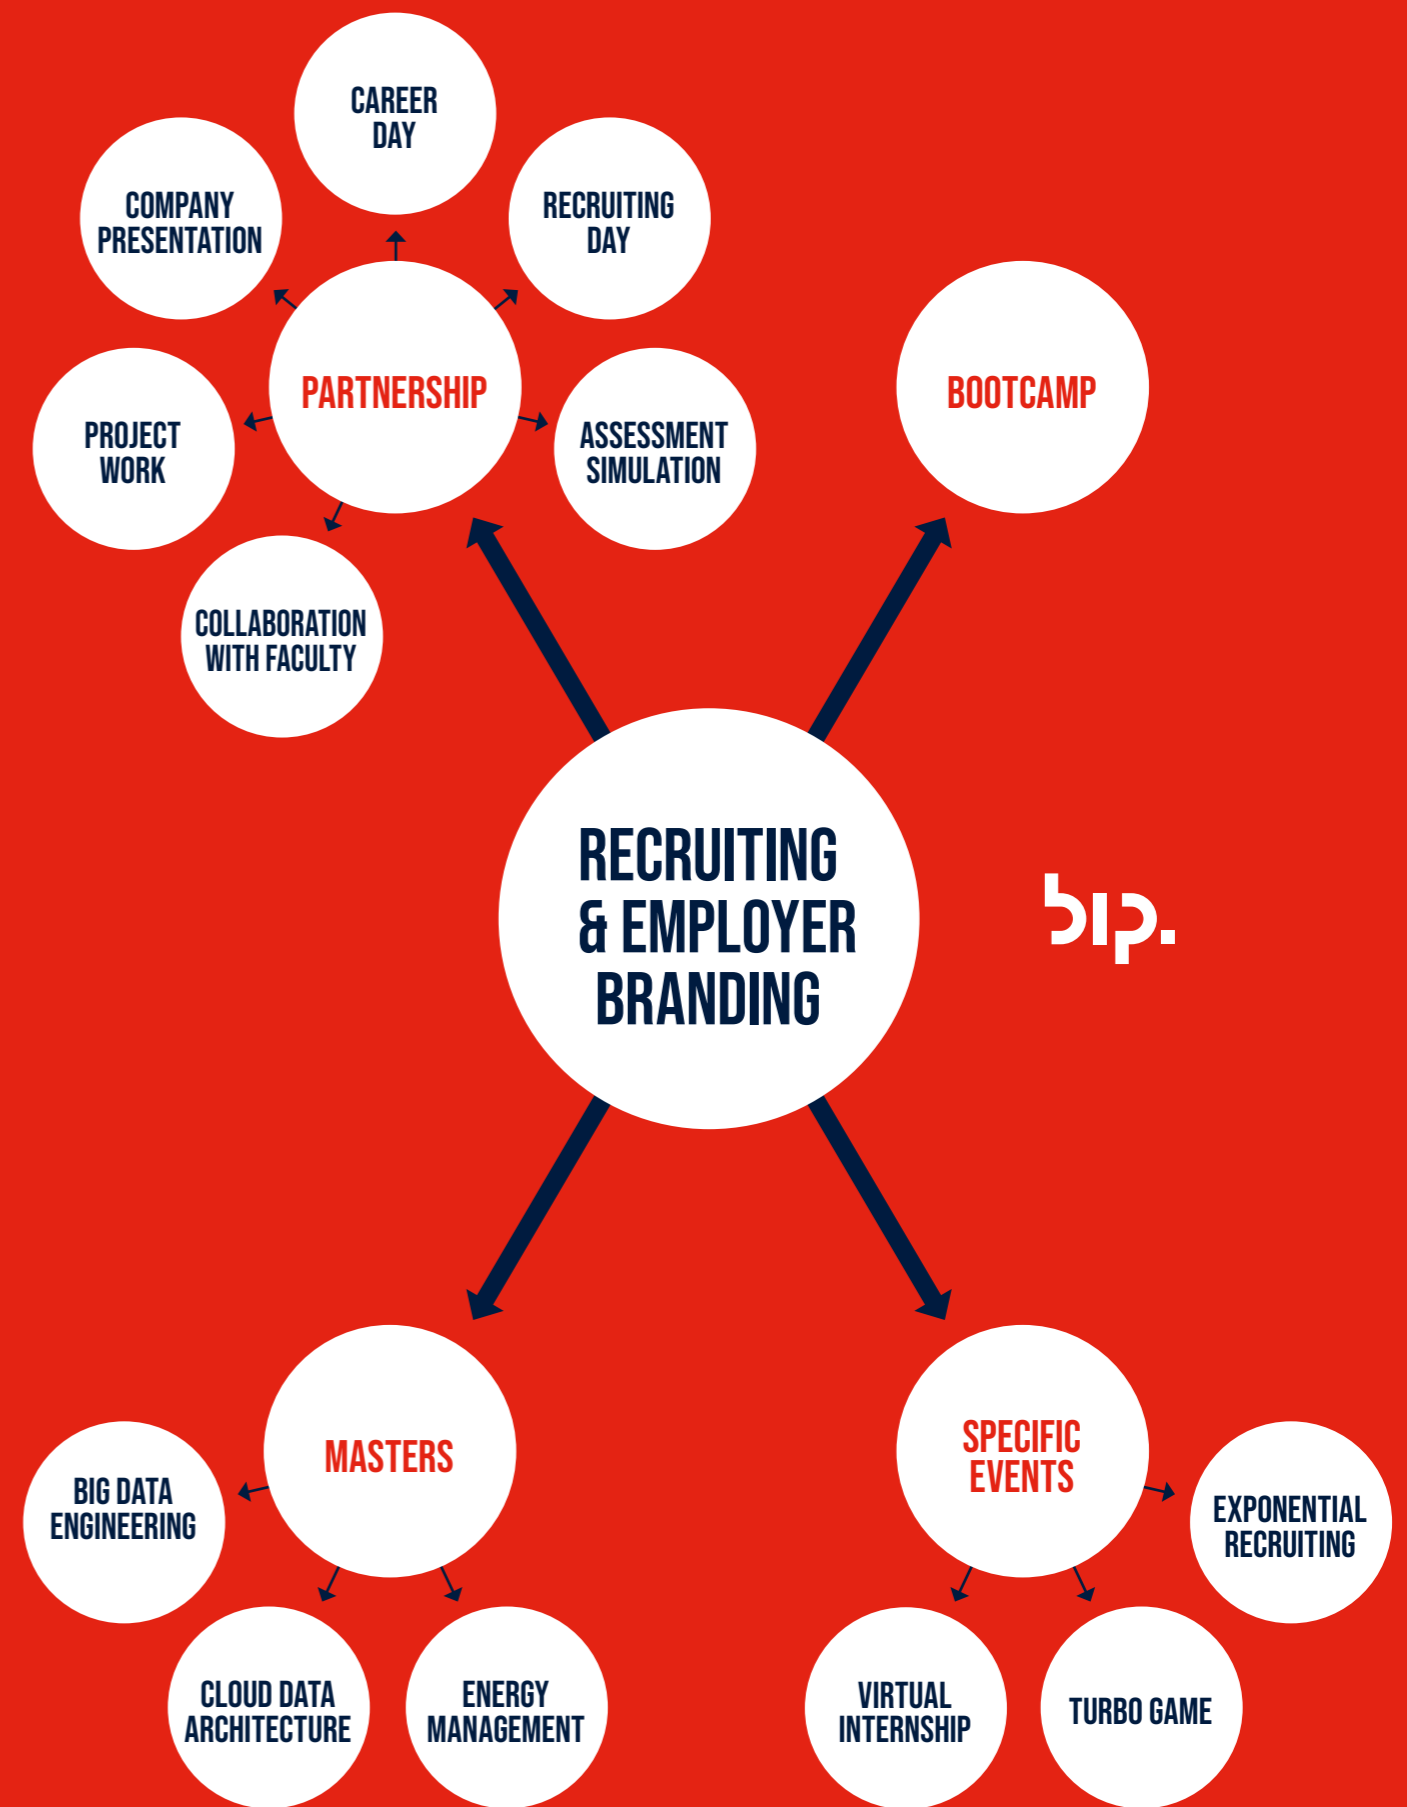 CAREER
DAY
COMPANY
PRESENTATION
RECRUITING
DAY
PARTNERSHIP
BOOTCAMP
PROJECT
WORK
ASSESSMENT
SIMULATION
COLLABORATION
WITH FACULTY
RECRUITING
& EMPLOYER
BRANDING
bip.
MASTERS
SPECIFIC
EVENTS
BIG DATA
ENGINEERING
EXPONENTIAL
RECRUITING
CLOUD DATA
ARCHITECTURE
ENERGY
MANAGEMENT
VIRTUAL
INTERNSHIP
TURBO GAME